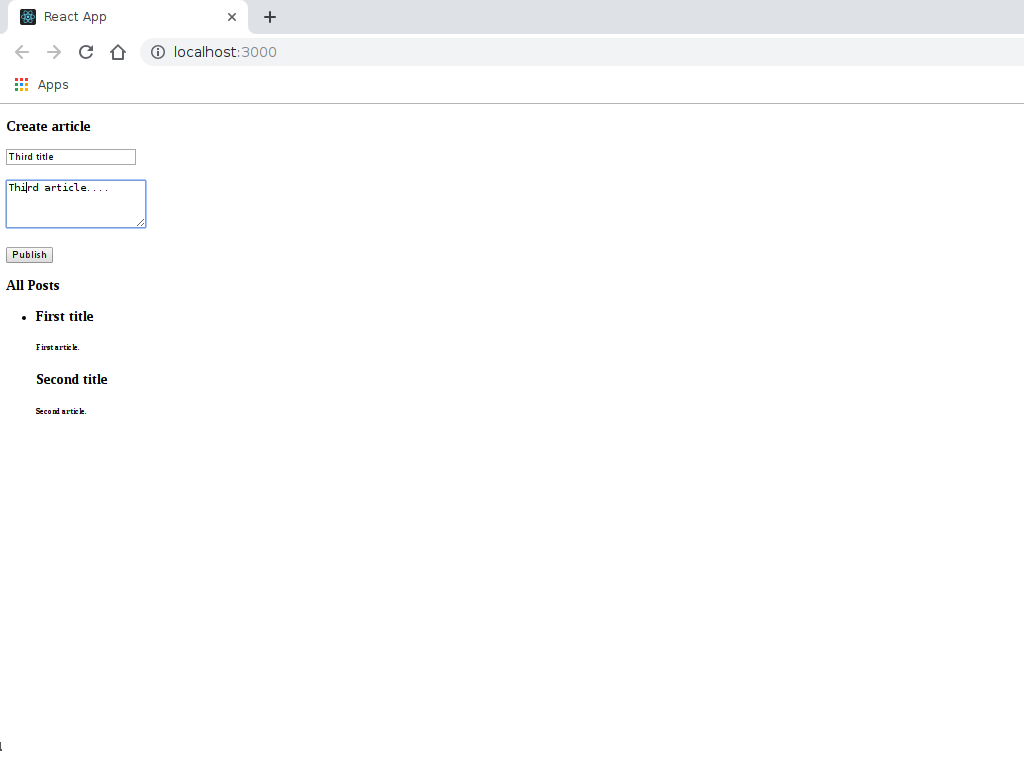 React App
localhost:3000
Apps
Create article
Third title
Third article....
Publish
All Posts
First title
First article.
Second title
Second article.